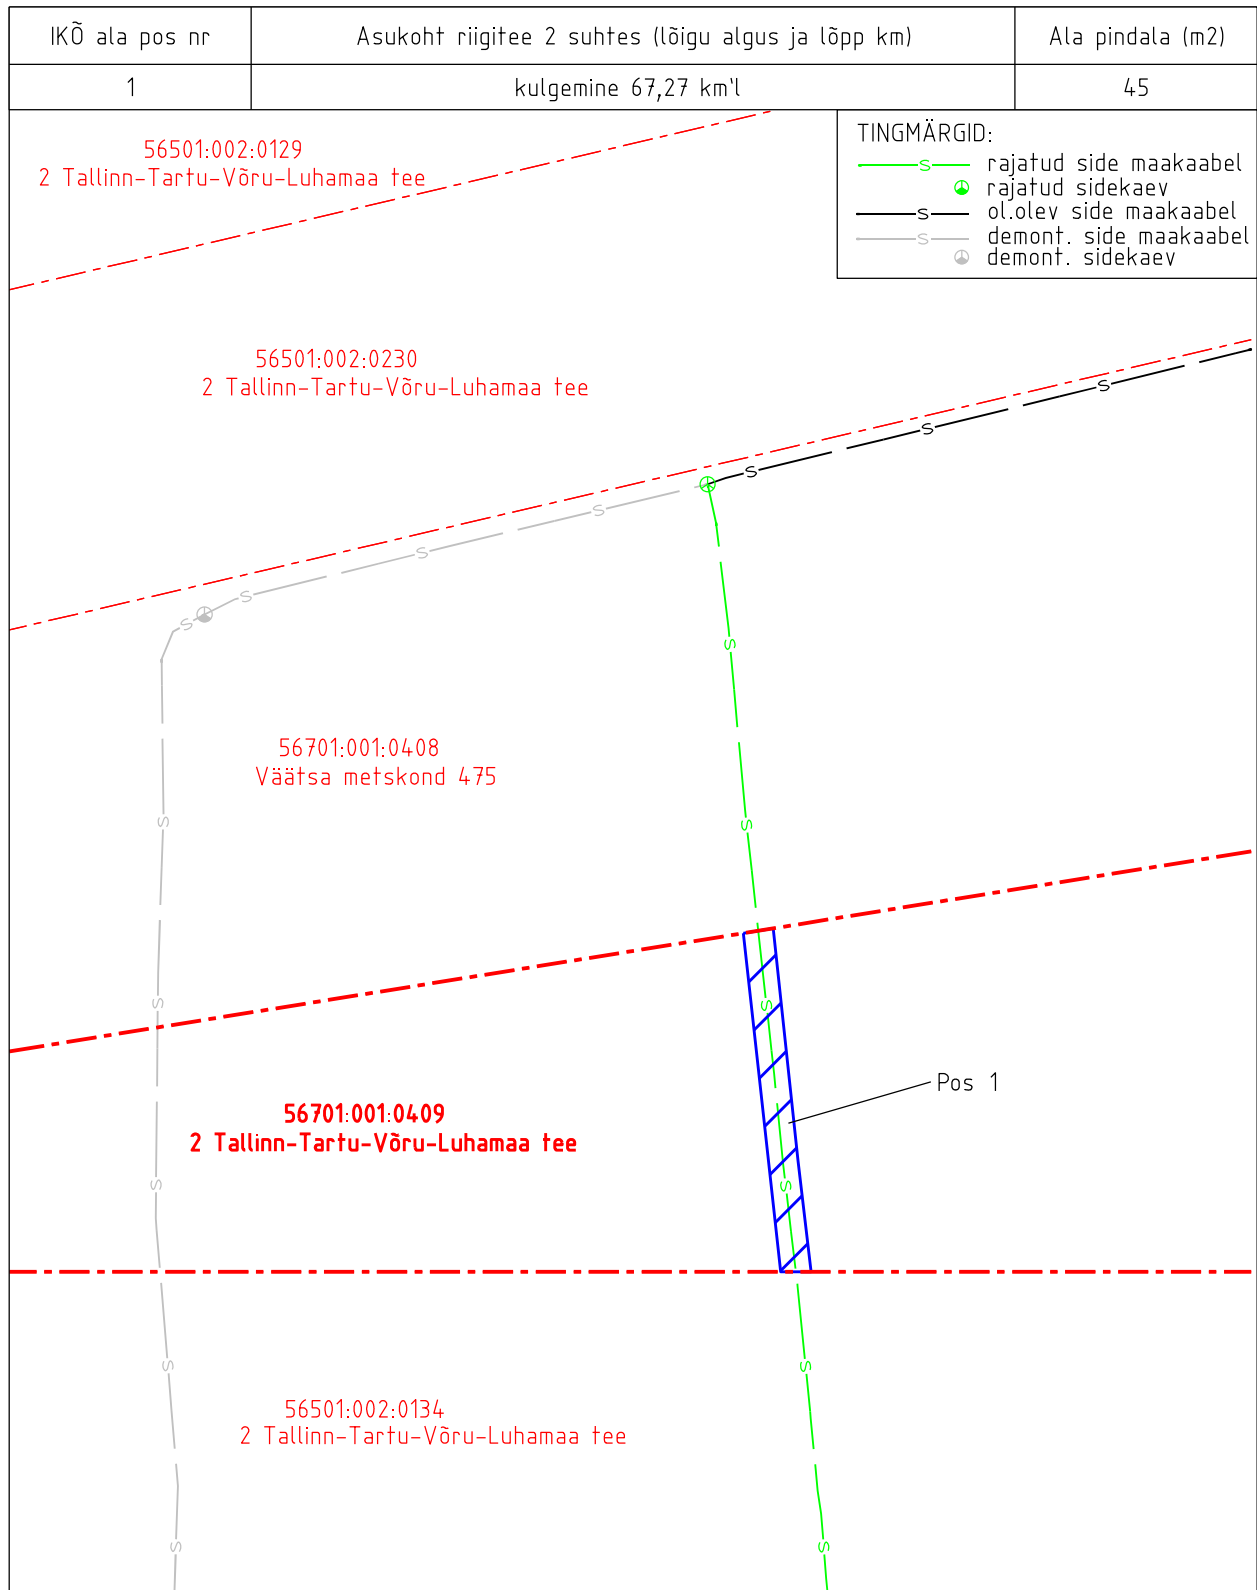 IKÕ ala pos nr
Asukoht riigitee 2 suhtes (lõigu algus ja lõpp km)
Ala pindala (m2)
1
kulgemine 67,27 km'l
45
TINGMÄRGID:
S rajatud side maakaabel
rajatud sidekaev
S ol.olev side maakaabel
S demont. side maakaabel
demont. sidekaev
56501:002:0129
2 Tallinn-Tartu-Võru-Luhamaa tee
56501:002:0230
2 Tallinn-Tartu-Võru-Luhamaa tee
S
S
S
S
S
S
S
S
56701:001:0408
Väätsa metskond 475
S
S
S
S
Pos 1
56701:001:0409
2 Tallinn-Tartu-Võru-Luhamaa tee
S
S
S
S
56501:002:0134
2 Tallinn-Tartu-Võru-Luhamaa tee
S
S